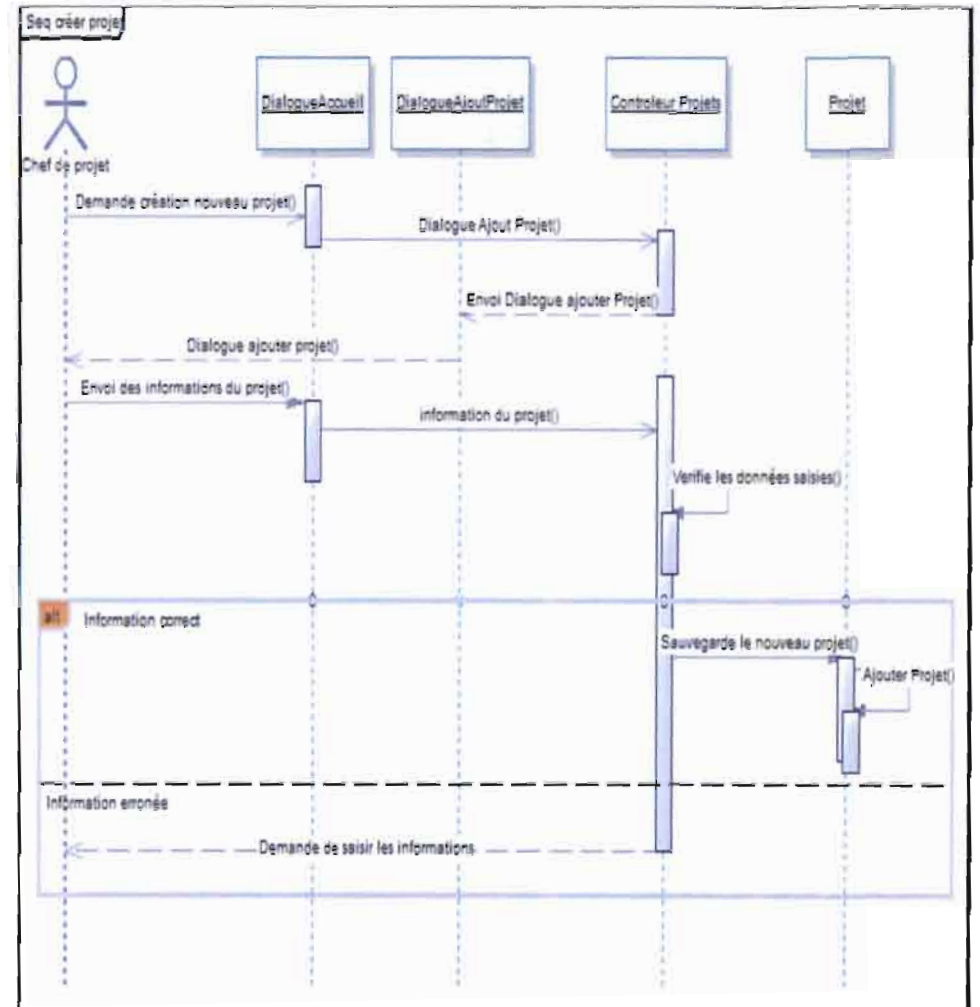 Seq créer projet
DialogueAccueil
DialogueAjoutProjet
Controleur Projets
Projet
Chef de projet
Demande création nouveau projet()
Dialogue Ajout Projet()
Envoi Dialogue ajouter Projet()
Dialogue ajouter projet()
Envoi des informations du projet()
information du projet()
Verifie les données saisies()
alt
Information correct
Sauvegarde le nouveau projet()
Ajouter Projet()
Information erronée
Demande de saisir les informations